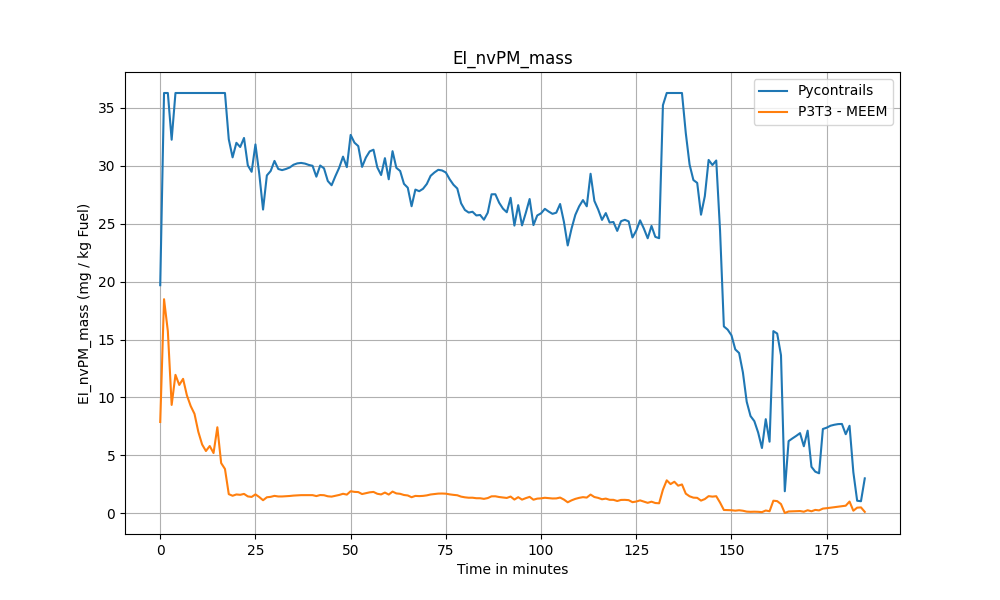 EI_nvPM_mass
Pycontrails
P3T3 - MEEM
EI_nvPM_mass (mg / kg Fuel)
35
30
25
20
15
10
5
0
0 25 50 75 100 125 150 175
Time in minutes